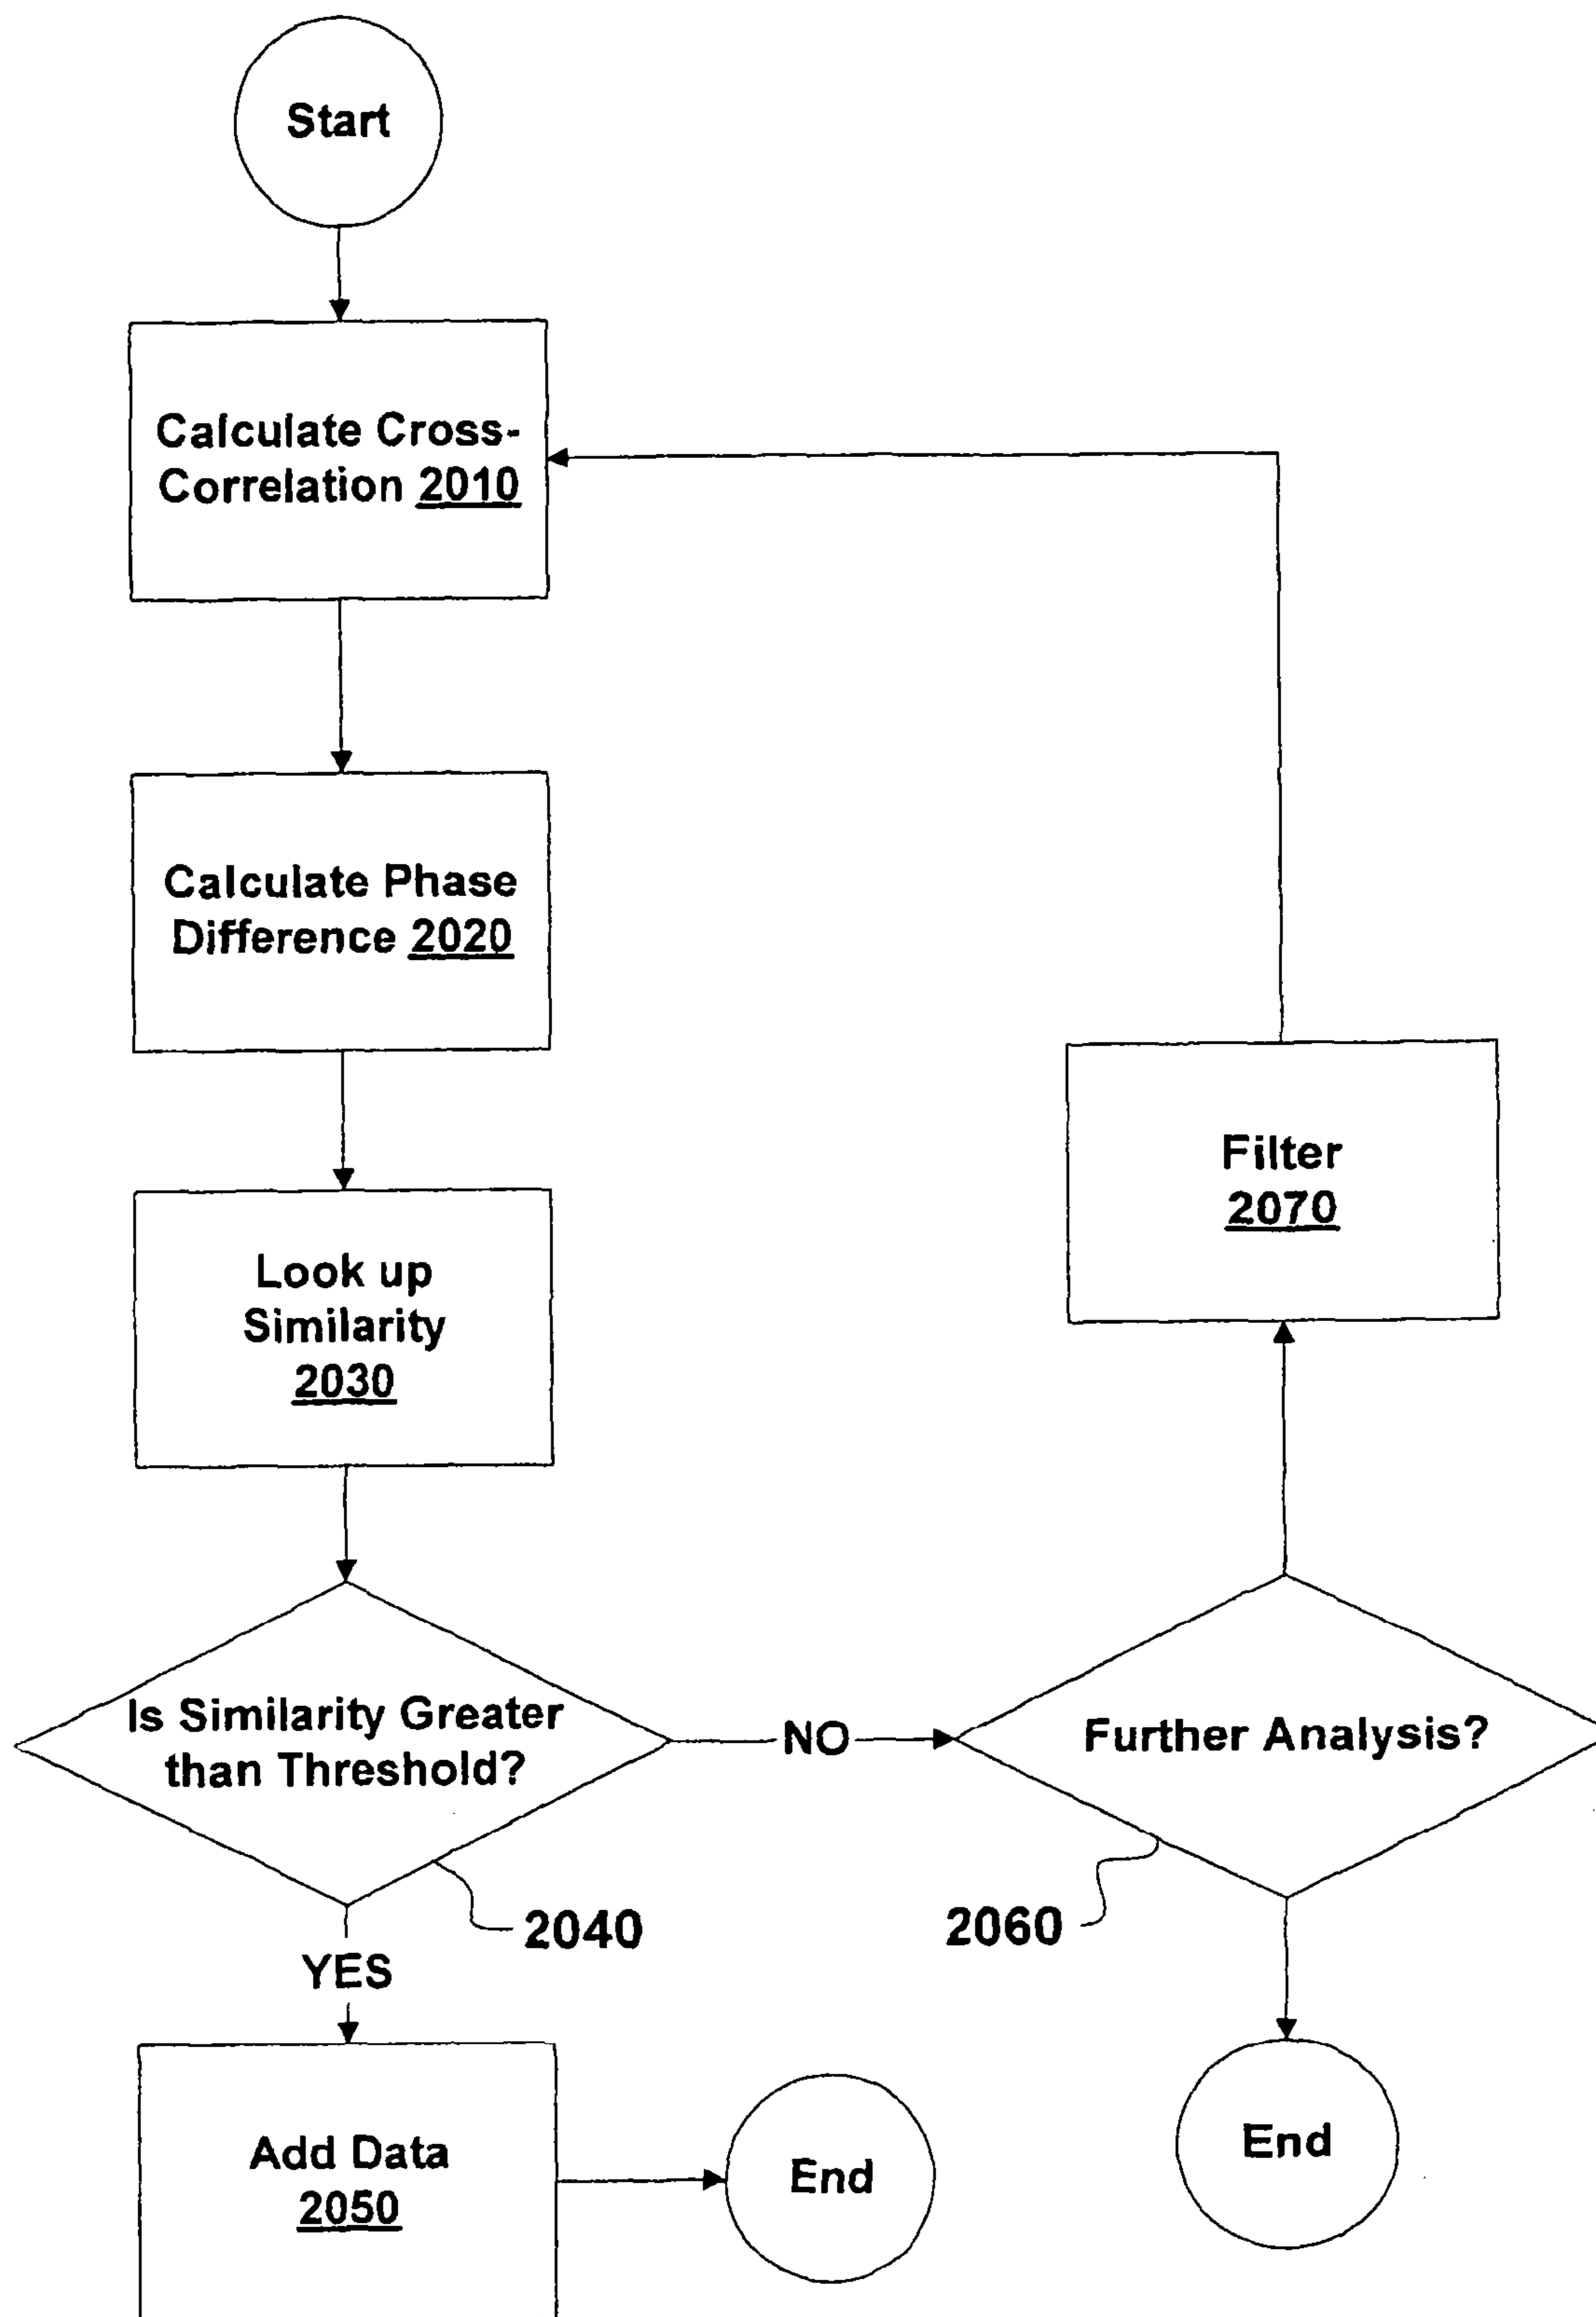 Start
Calculate Cross-
Correlation 2010
Calculate Phase
Difference 2020
Look up
Similarity
2030
Filter
2070
Is Similarity Greater
than Threshold?
NO
Further Analysis?
2040
2060
YES
Add Data
2050
End
End